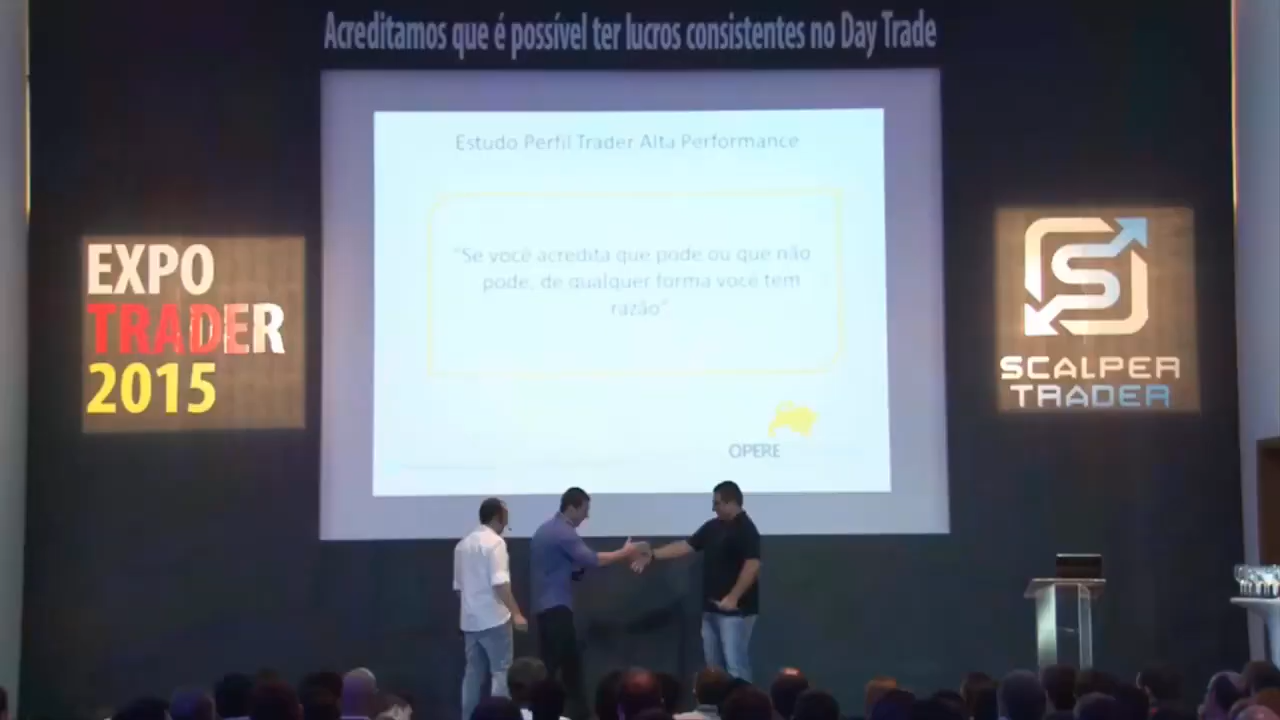 Acreditamos que é possível ter lucros consistentes no Day Trade
Estudo Perfil Trader Alta Performance
"Se você acredita que pode ou que não
pode, de qualquer forma você tem
razão"
OPERE
EXPO
TRADER
2015
S
SCALPER
TRADER